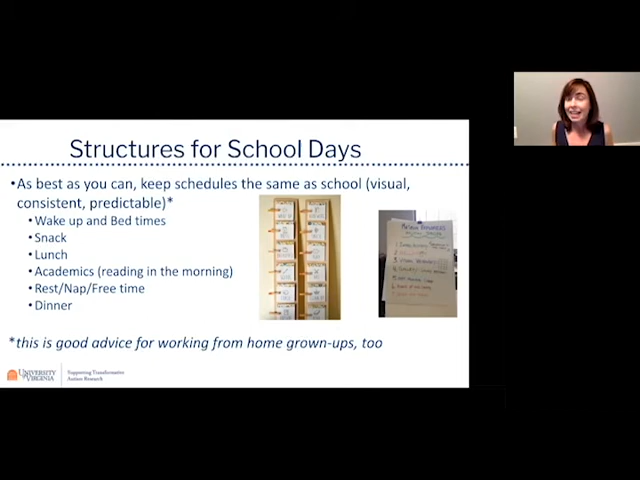 Structures for School Days
•As best as you can, keep schedules the same as school (visual,
consistent, predictable)*
•Wake up and Bed times
•Snack
•Lunch
•Academics (reading in the morning)
•Rest/Nap/Free time
•Dinner
*this is good advice for working from home grown-ups, too
UNIVERSITY of VIRGINIA
Supporting Transformative
Autism Research